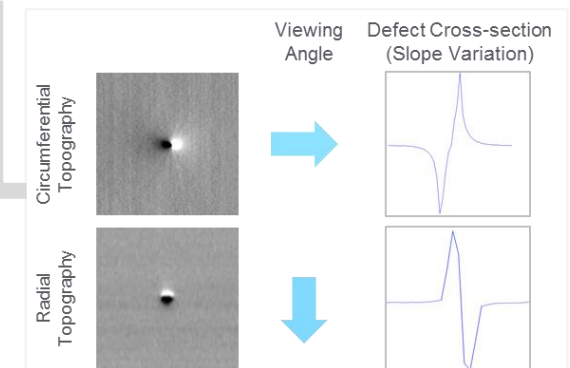 Viewing
Angle
Defect Cross-section
(Slope Variation)
Circumferential
Topography
Radial
Topography